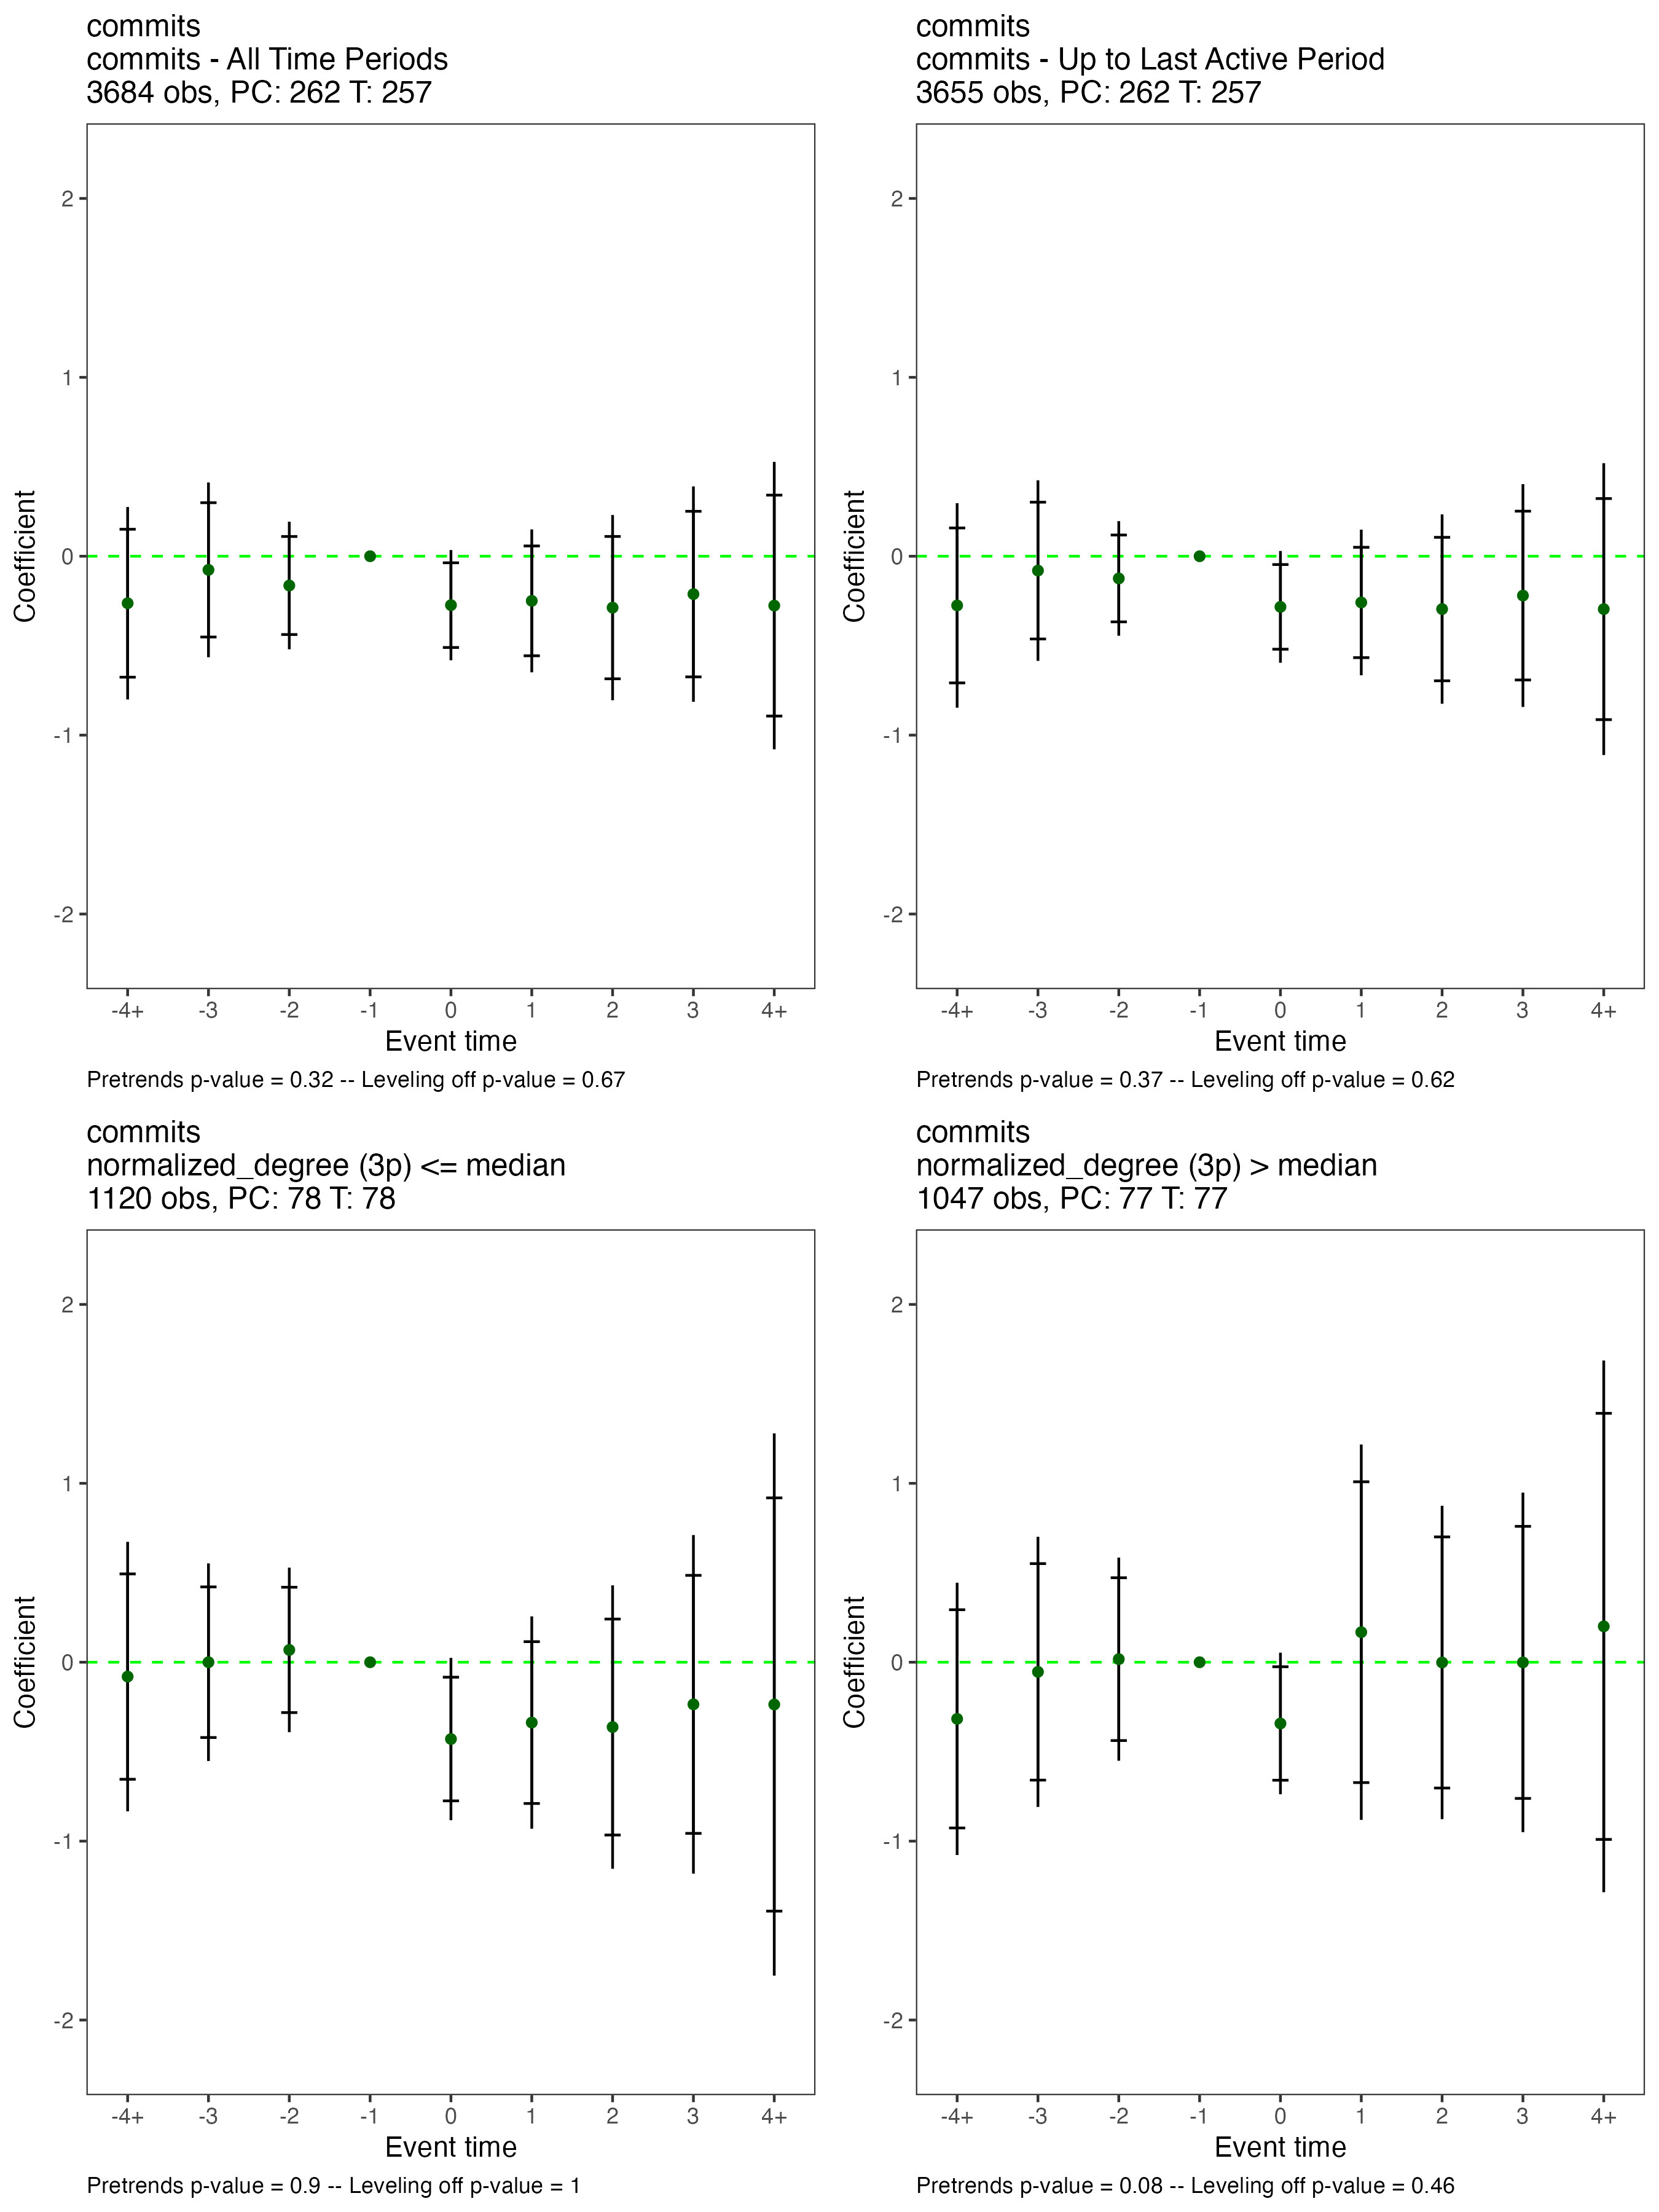 commits
commits - All Time Periods
3684 obs, PC: 262 T: 257
2
1
0
-1
-2
Coefficient
-4+ -3 -2 -1 0 1 2 3 4+
Event time
Pretrends p-value = 0.32 -- Leveling off p-value = 0.67
commits
commits - Up to Last Active Period
3655 obs, PC: 262 T: 257
2
1
0
-1
-2
Coefficient
-4+ -3 -2 -1 0 1 2 3 4+
Event time
Pretrends p-value = 0.37 -- Leveling off p-value = 0.62
commits
normalized_degree (3p) <= median
1120 obs, PC: 78 T: 78
2
1
0
-1
-2
Coefficient
-4+ -3 -2 -1 0 1 2 3 4+
Event time
Pretrends p-value = 0.9 -- Leveling off p-value = 1
commits
normalized_degree (3p) > median
1047 obs, PC: 77 T: 77
2
1
0
-1
-2
Coefficient
-4+ -3 -2 -1 0 1 2 3 4+
Event time
Pretrends p-value = 0.08 -- Leveling off p-value = 0.46